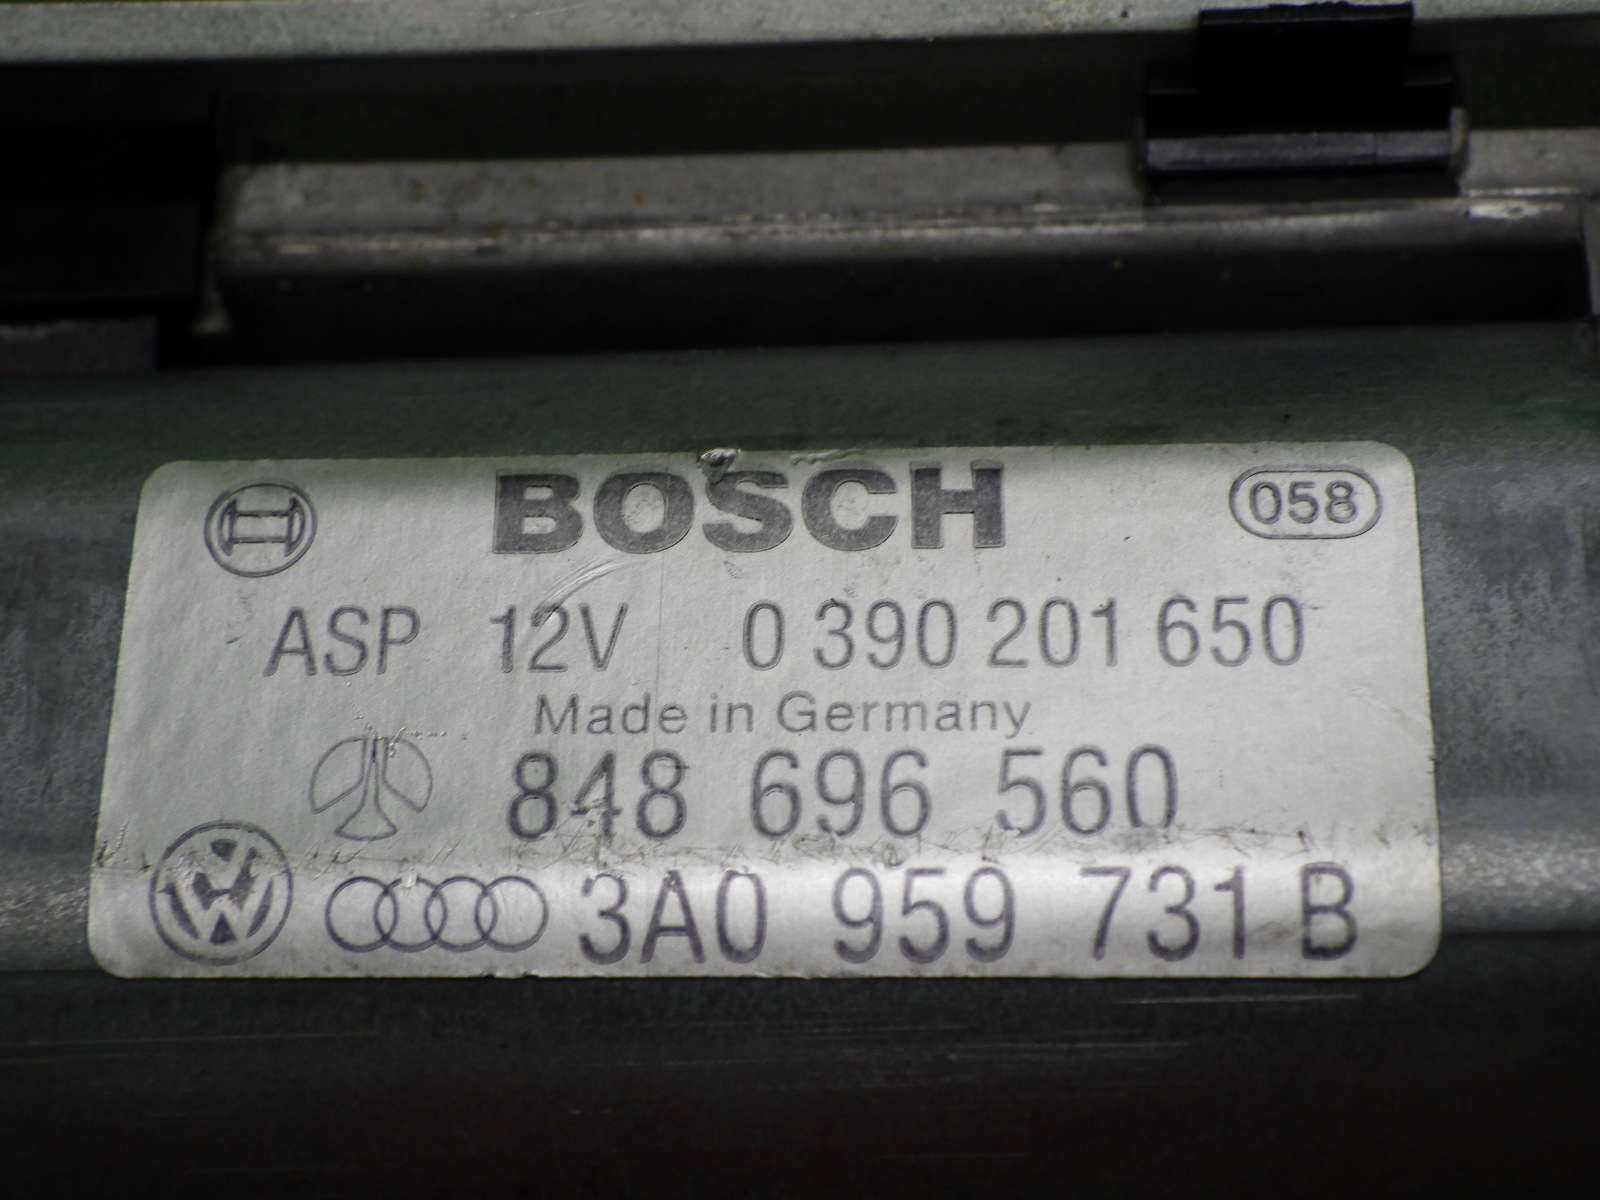 BOSCH 058
ASP 12V 0 390 201 650
Made in Germany
848 696 560
3A0 959 731 B